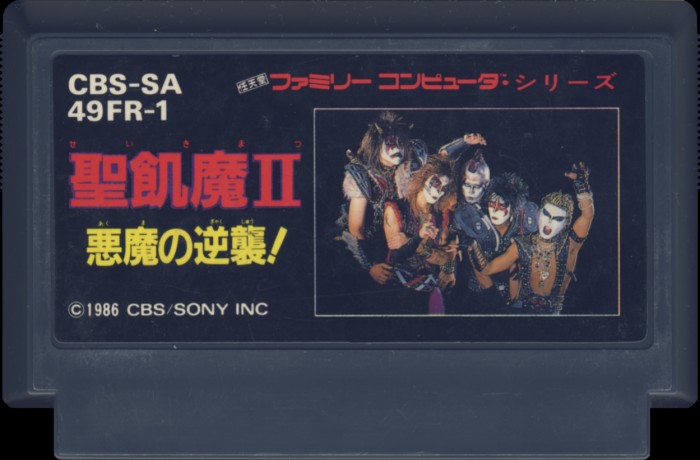 CBS-SA
49FR-1
任天堂 ファミリー コンピュータ™シリーズ
せいきまつ
聖飢魔II
あくま ぎゃくしゅう
悪魔の逆襲!
©1986 CBS/SONY INC